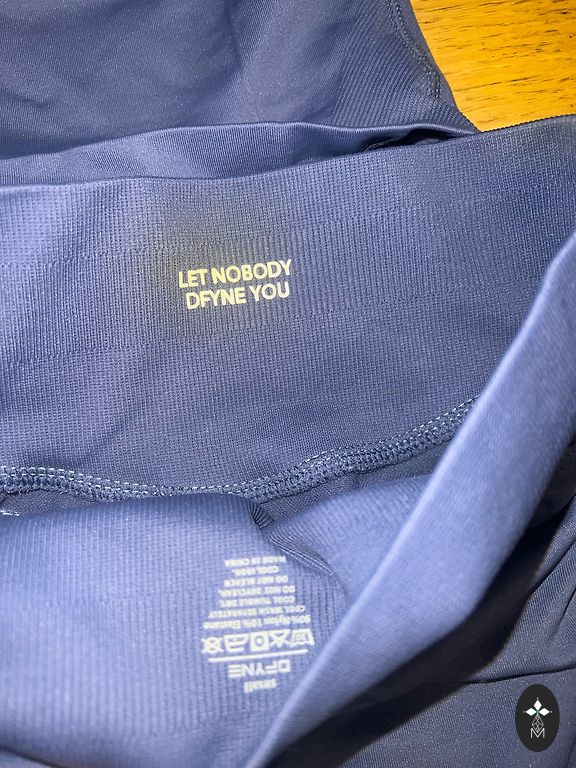 LET NOBODY
DFYNE YOU
small
DFYNE
30
90%Nylon 10% Elastane
COOL WASH SEPARATELY
COOL TUMBLE DRY.
DO NOT DRYCLEAN.
DO NOT BLEACH
COOL IRON.
MADE IN CHINA
M